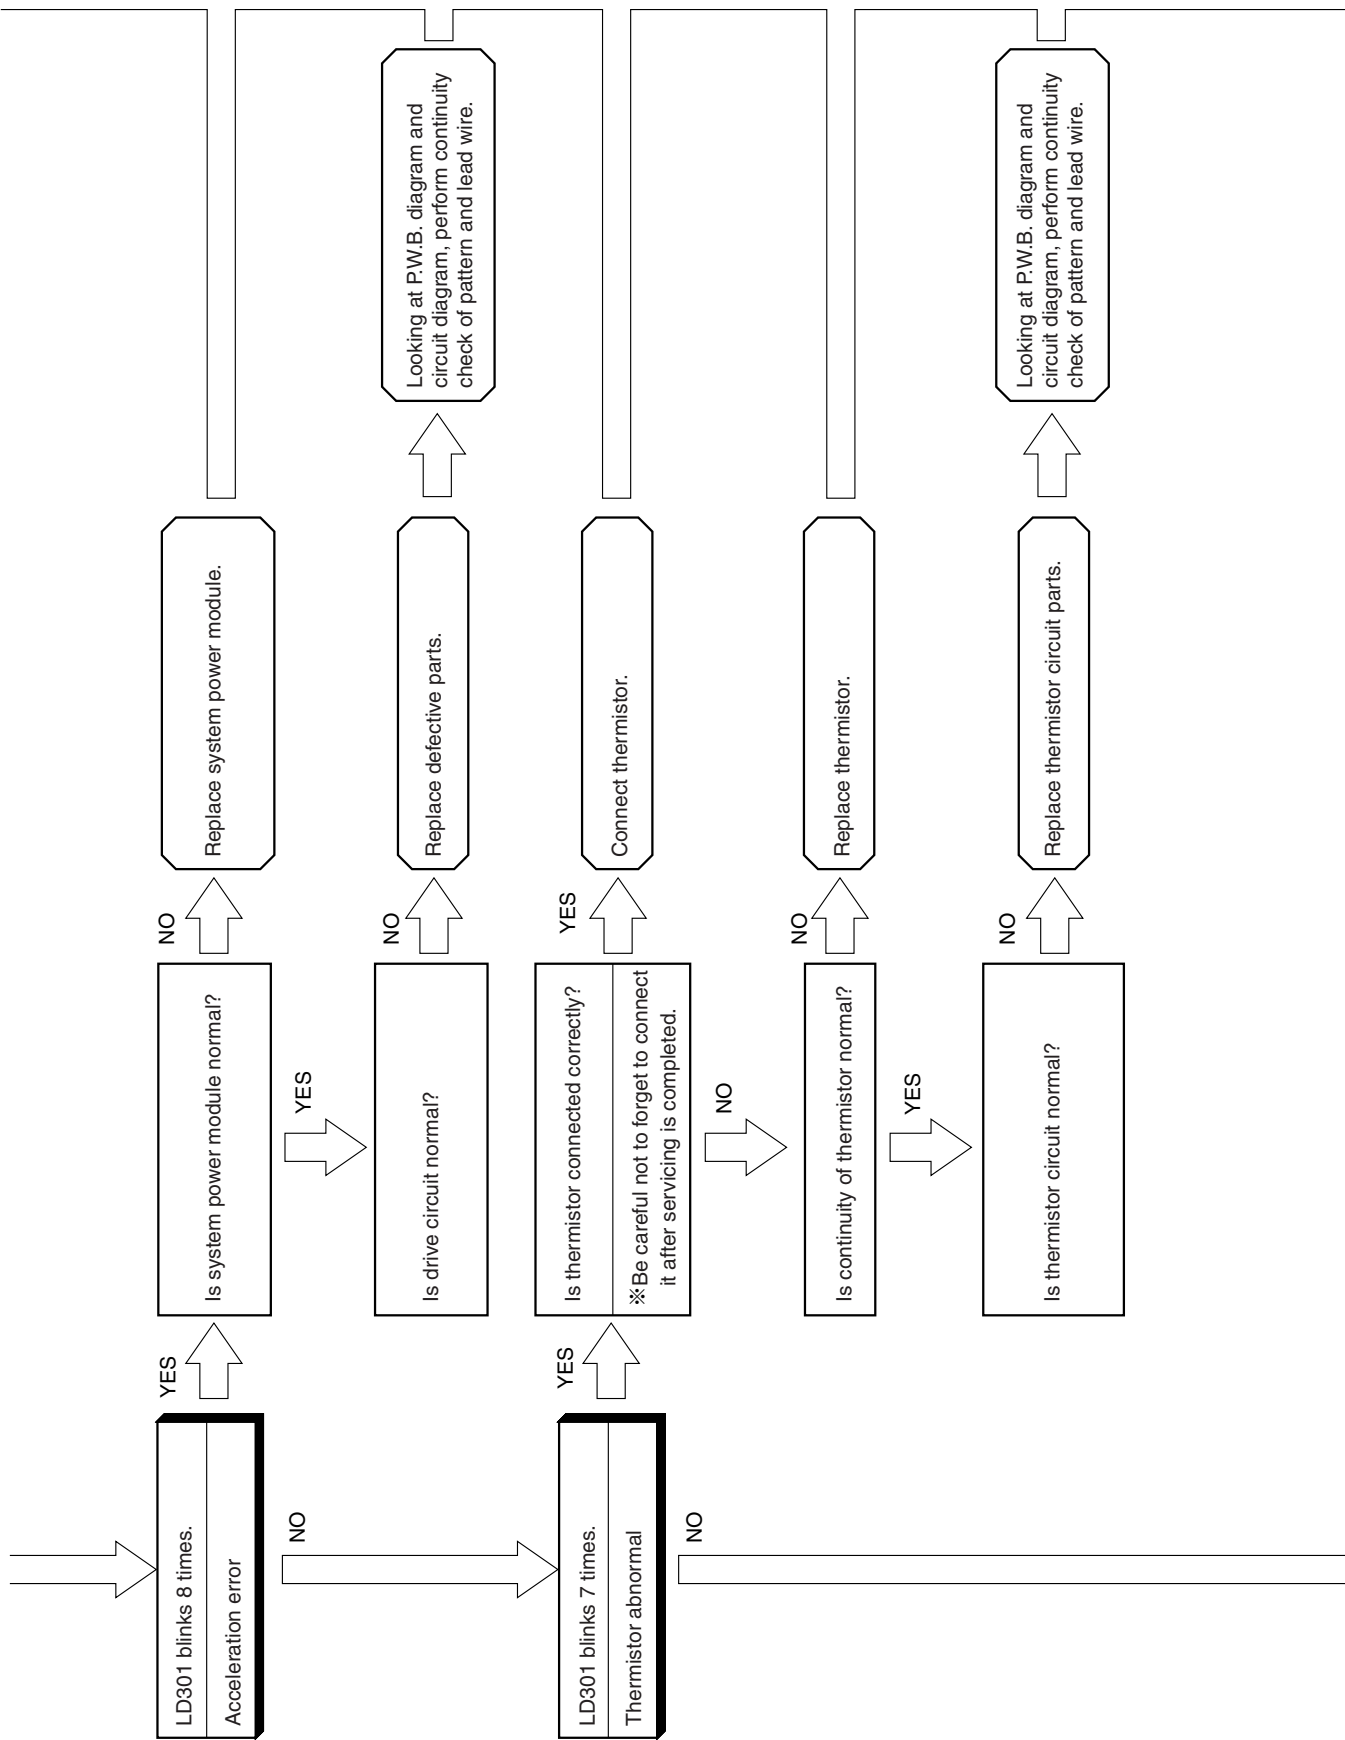 LD301 blinks 8 times.
Acceleration error
YES
Is system power module normal?
NO
Replace system power module.
YES
Is drive circuit normal?
NO
Replace defective parts.
Looking at P.W.B. diagram and
circuit diagram, perform continuity
check of pattern and lead wire.
NO
LD301 blinks 7 times.
Thermistor abnormal
YES
Is thermistor connected correctly?
※Be careful not to forget to connect
it after servicing is completed.
YES
Connect thermistor.
NO
Is continuity of thermistor normal?
NO
Replace thermistor.
YES
Is thermistor circuit normal?
NO
Replace thermistor circuit parts.
Looking at P.W.B. diagram and
circuit diagram, perform continuity
check of pattern and lead wire.
NO